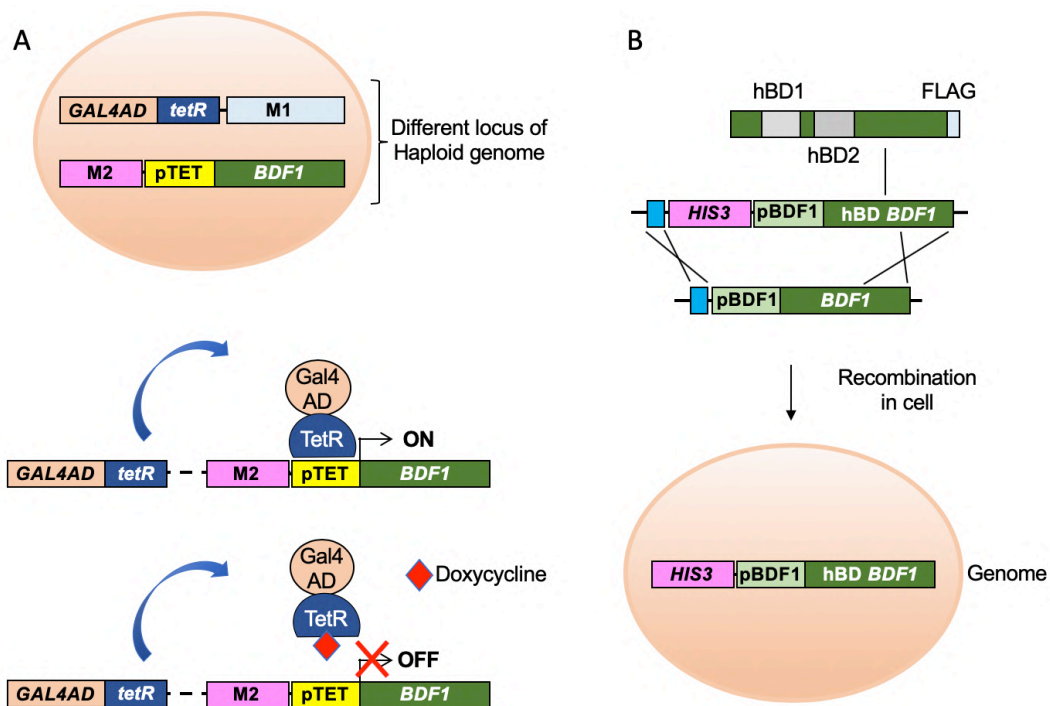 A
GAL4AD tetR M1
M2 pTET BDF1
Different locus of
Haploid genome
Gal4
AD
TetR
ON
GAL4AD tetR M2 pTET BDF1
Gal4
AD
Doxycycline
TetR
OFF
GAL4AD tetR M2 pTET BDF1
B
hBD1 FLAG
hBD2
HIS3 pBDF1 hBD BDF1
pBDF1 BDF1
Recombination
in cell
HIS3 pBDF1 hBD BDF1 Genome